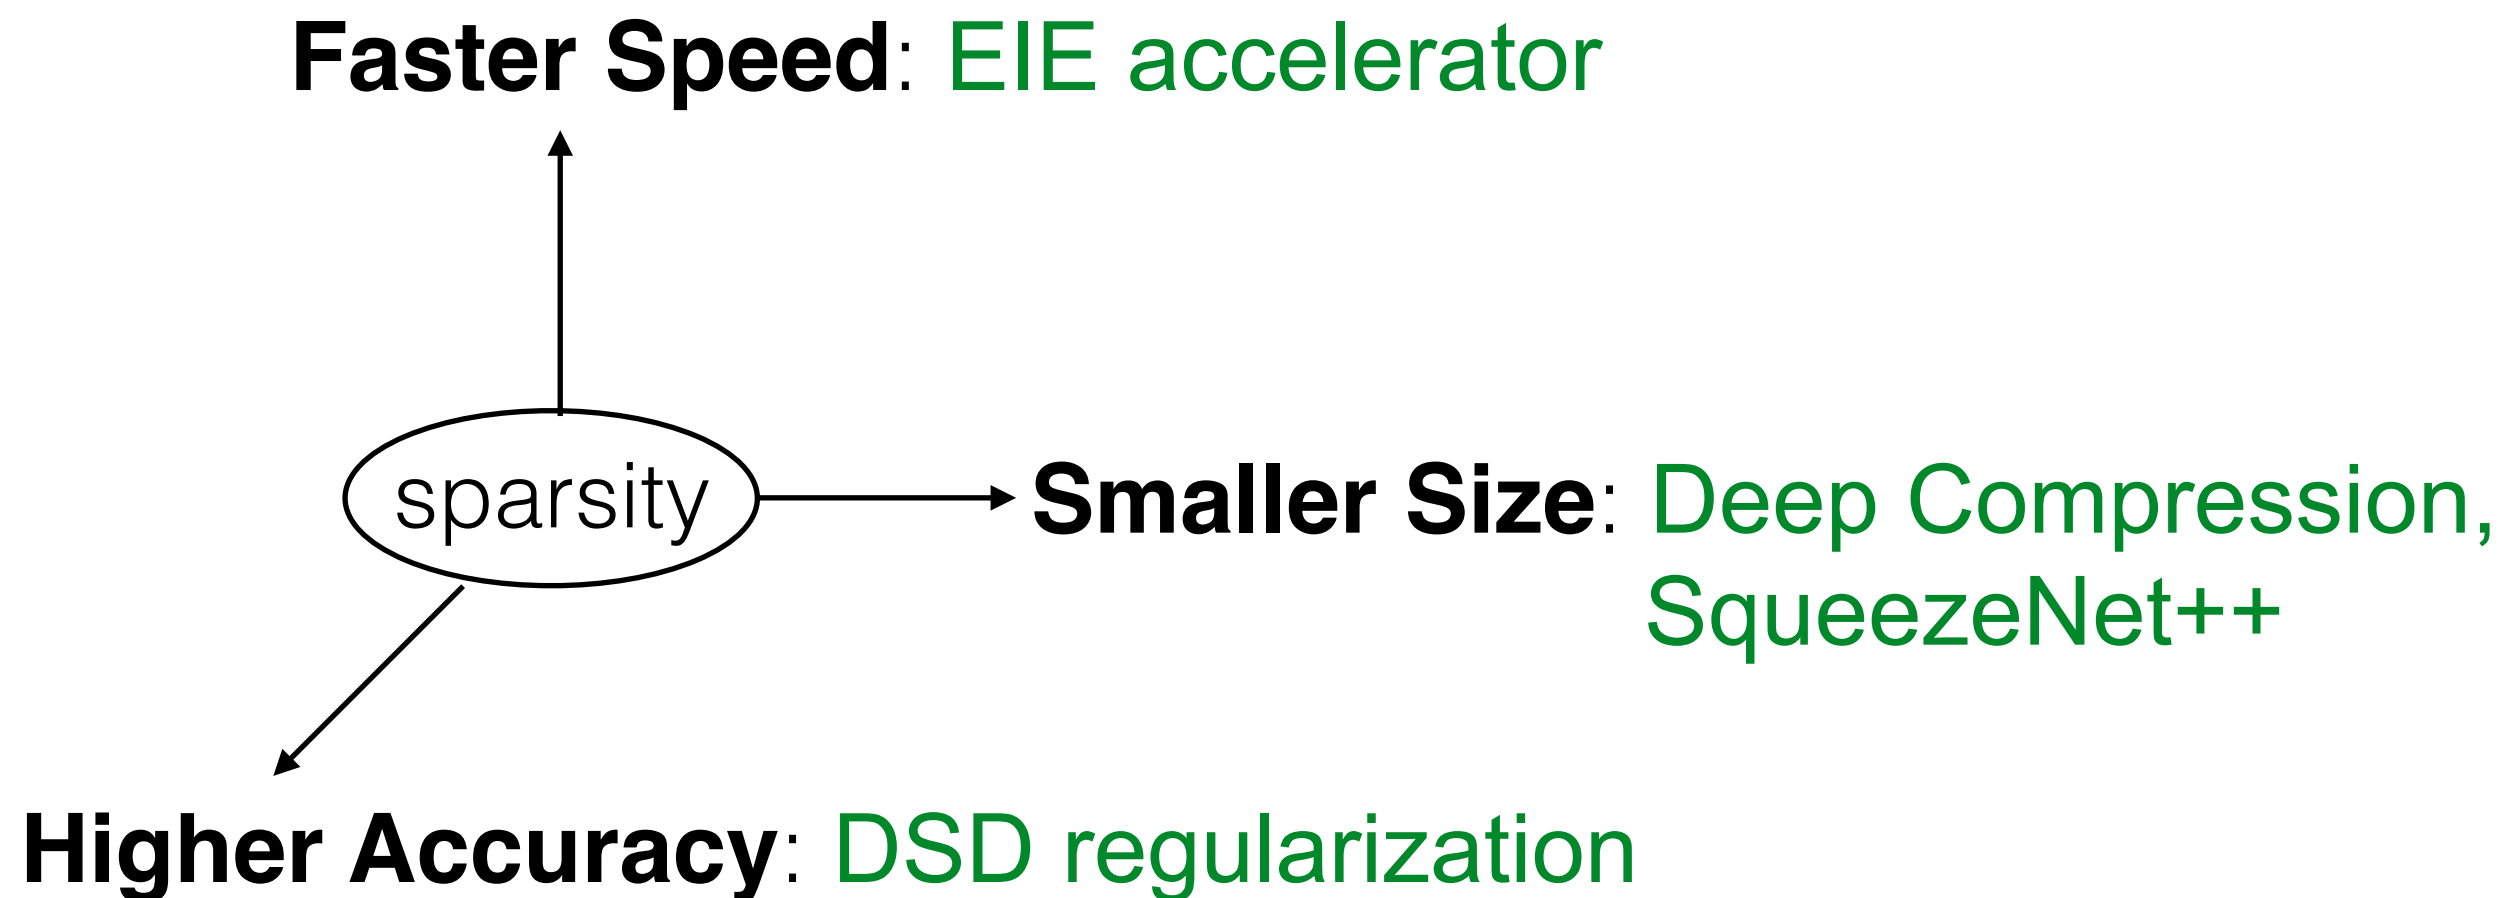 Faster Speed: EIE accelerator
sparsity
Smaller Size: Deep Compression,
SqueezeNet++
Higher Accuracy: DSD regularization